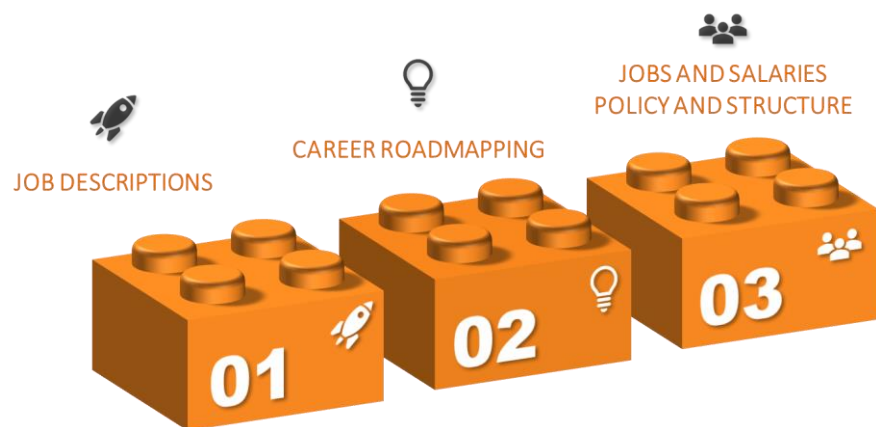 JOB DESCRIPTIONS
CAREER ROADMAPPING
JOBS AND SALARIES
POLICY AND STRUCTURE
01
02
03